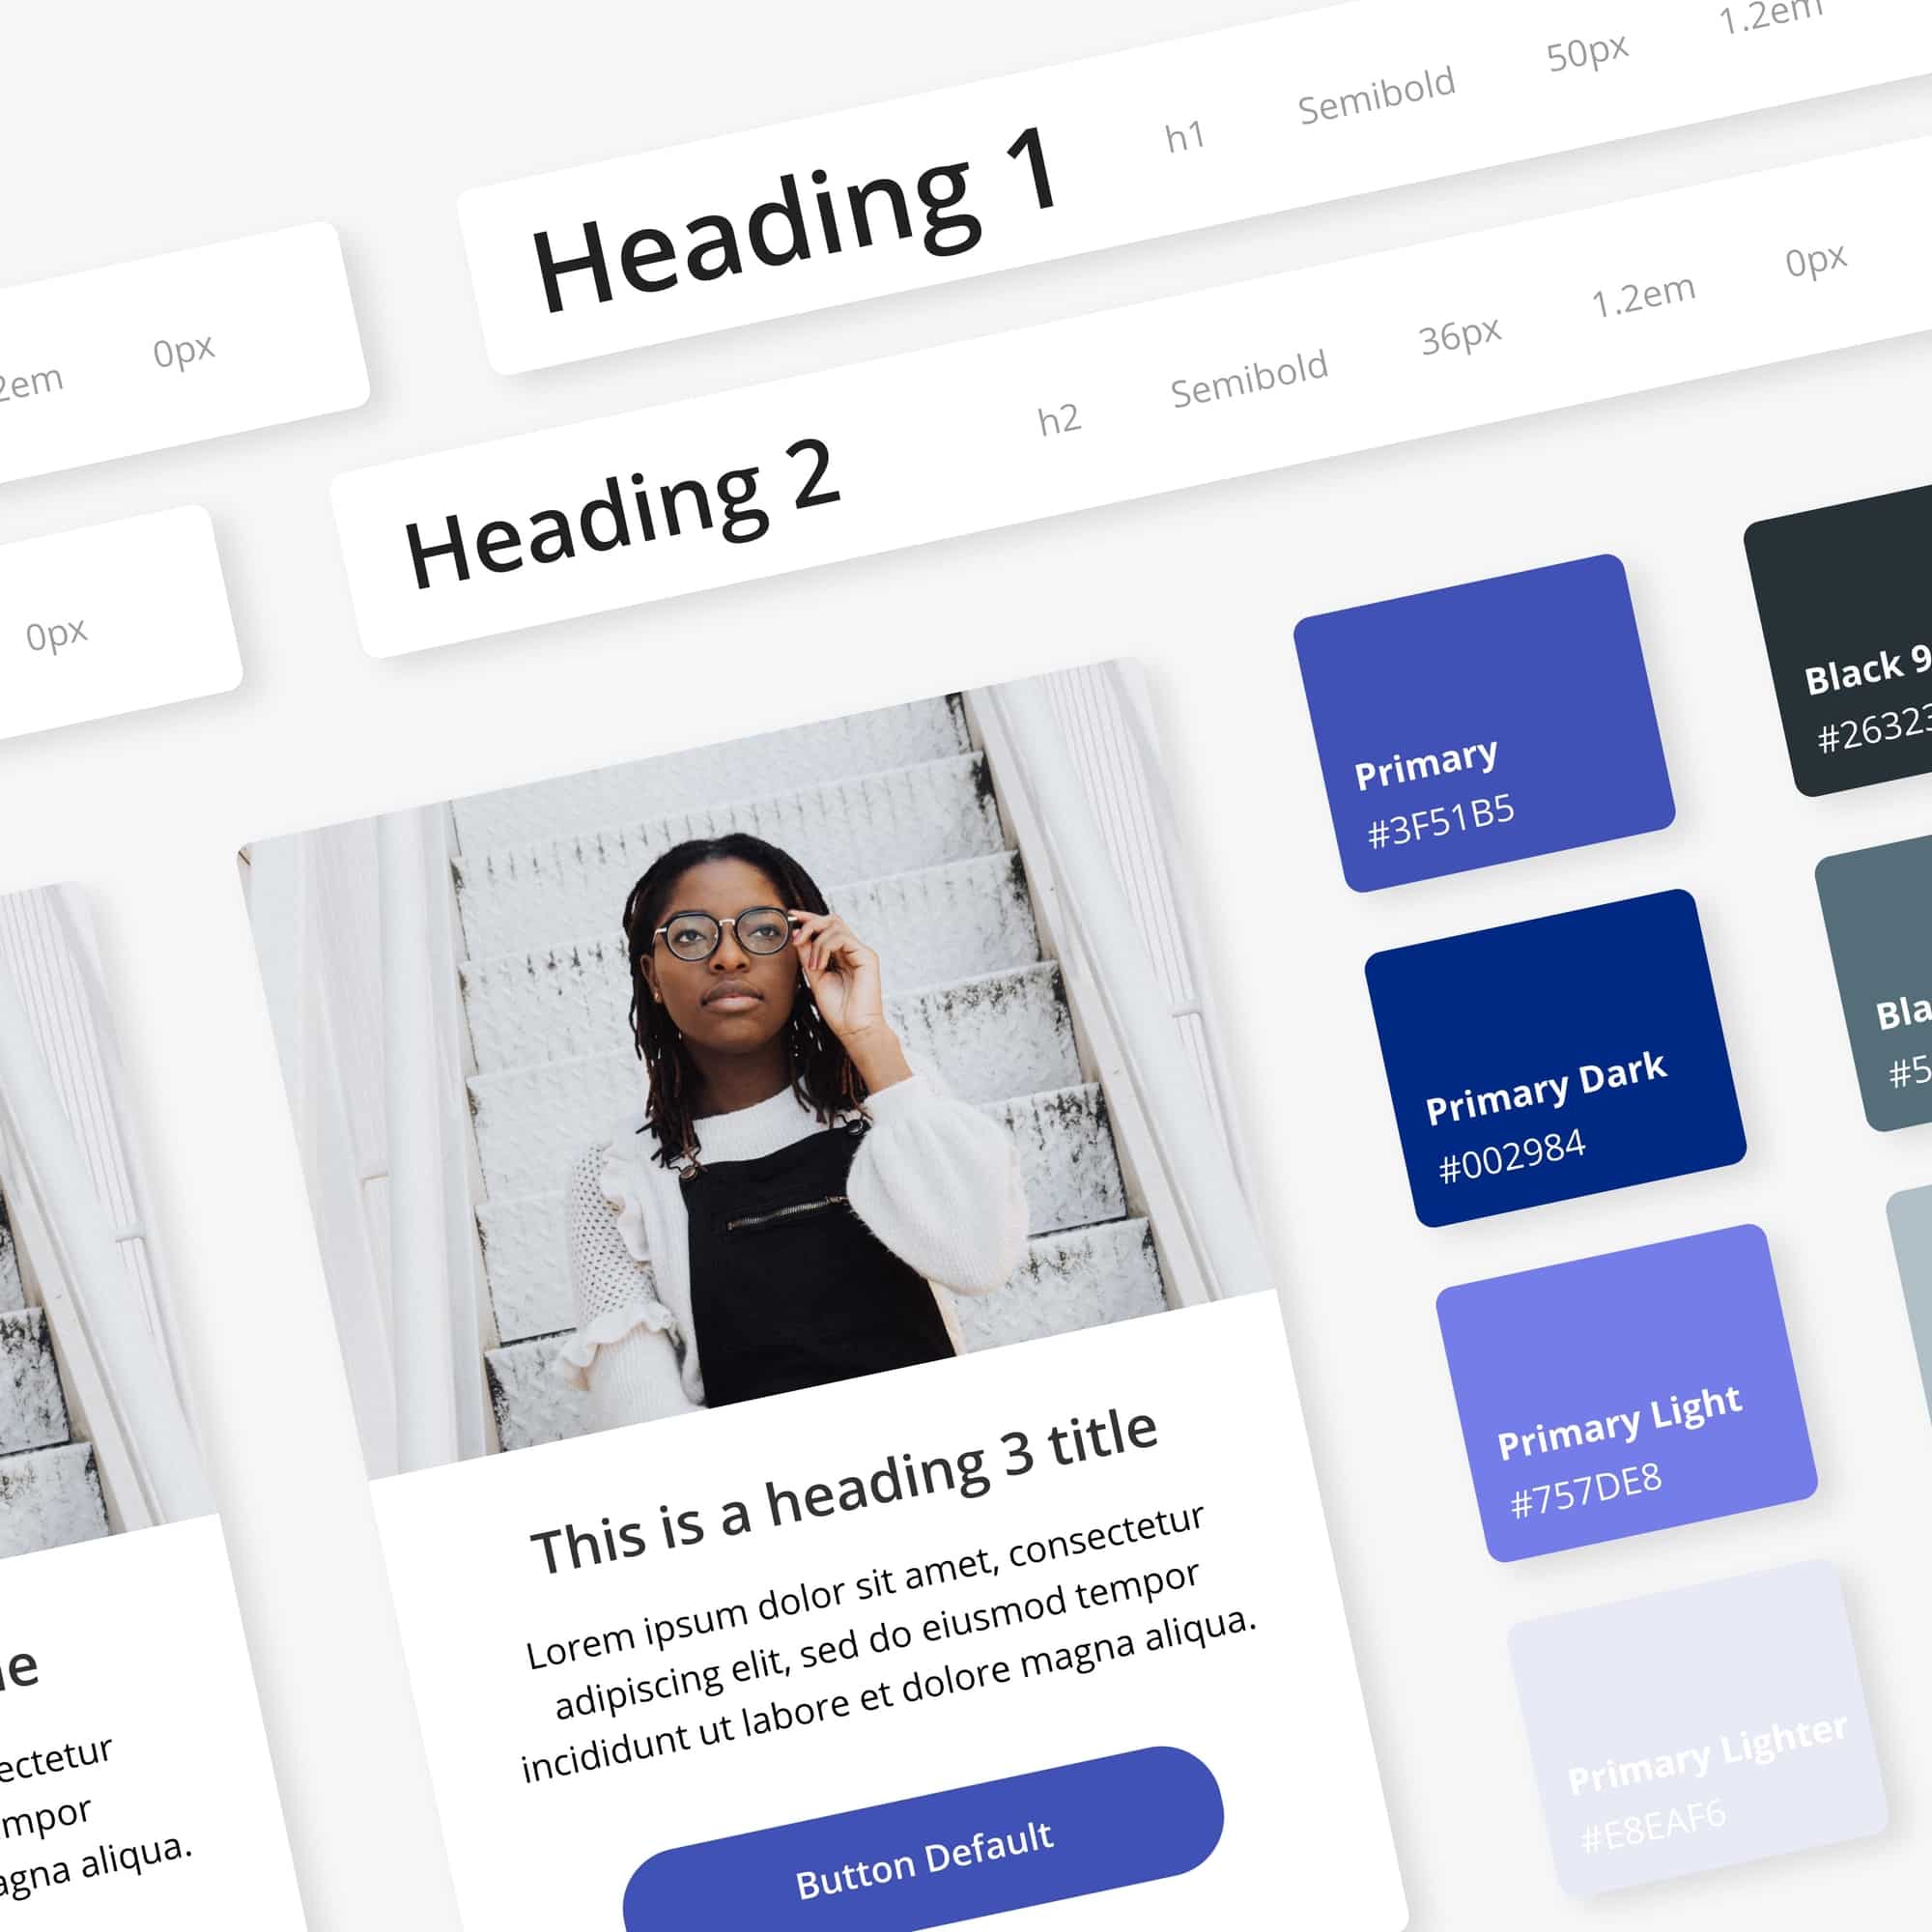 Heading 1 h1 Semibold 50px 1.2em
2em 0px
Heading 2 h2 Semibold 36px 1.2em 0px
0px
Primary
#3F51B5
Black 9
#26323
Primary Dark
#002984
Bla
#5
Primary Light
#757DE8
Primary Lighter
#E8EAF6
This is a heading 3 title
Lorem ipsum dolor sit amet, consectetur
adipiscing elit, sed do eiusmod tempor
incididunt ut labore et dolore magna aliqua.
Button Default
le
ectetur
mpor
agna aliqua.